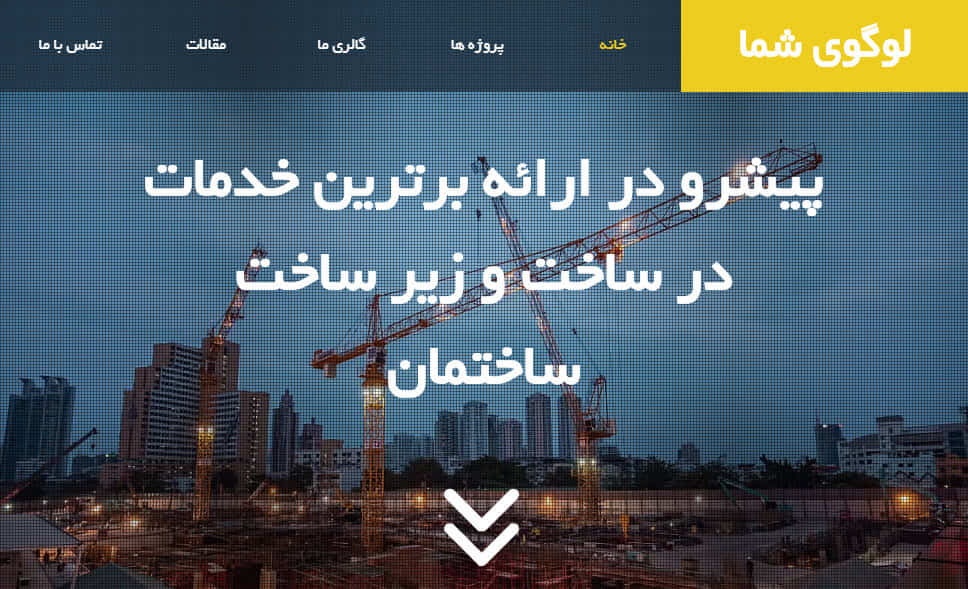 لوگوی شما
خانه
پروژه ها
گالری ما
مقالات
تماس با ما
پیشرو در ارائه برترین خدمات
در ساخت و زیر ساخت
ساختمان